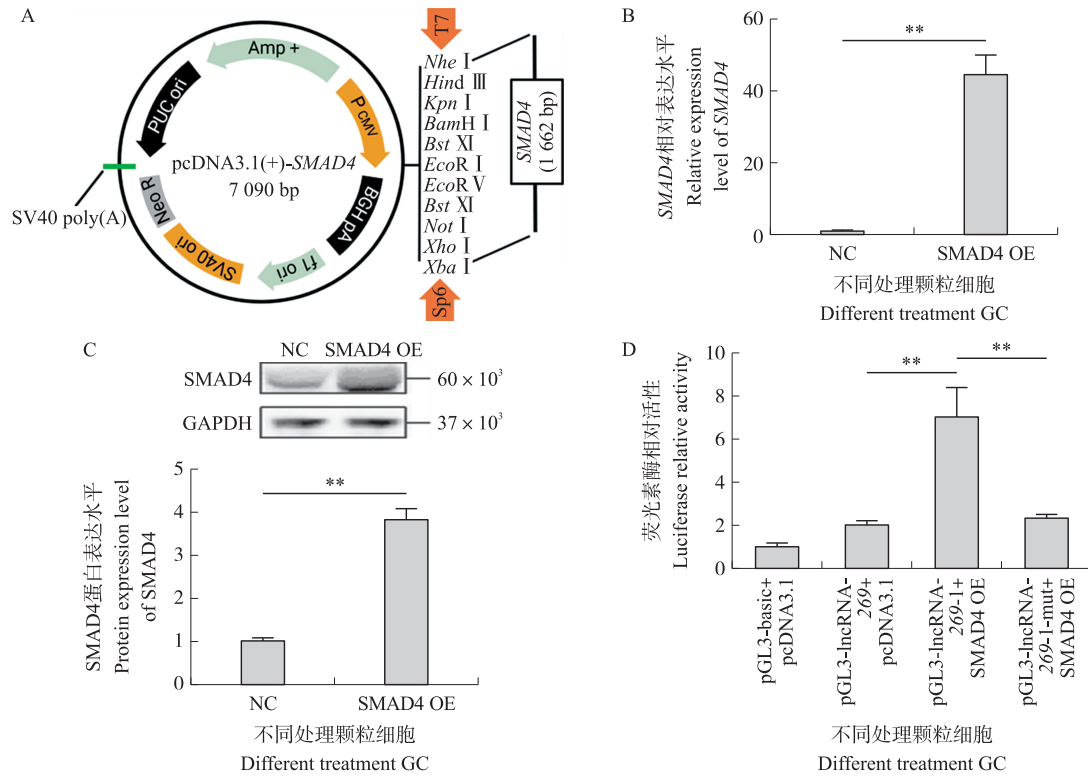 A
T7
Amp +
PUC ori
P CMV
pcDNA3.1(+)-SMAD4
7 090 bp
SV40 poly(A)
Neo R
SV40 ori
f1 ori
BGH pA
Nhe I
Hind III
Kpn I
BamH I
Bst XI
EcoR I
EcoR V
Bst XI
Not I
Xho I
Xba I
Sp6
SMAD4
(1 662 bp)
B
SMAD4相对表达水平
Relative expression
level of SMAD4
60
40
20
0
**
NC SMAD4 OE
不同处理颗粒细胞
Different treatment GC
C
NC SMAD4 OE
SMAD4 60 × 10³
GAPDH 37 × 10³
SMAD4蛋白表达水平
Protein expression level
of SMAD4
5
4
3
2
1
0
**
NC SMAD4 OE
不同处理颗粒细胞
Different treatment GC
D
荧光素酶相对活性
Luciferase relative activity
10
8
6
4
2
0
**
**
pGL3-basic+
pcDNA3.1
pGL3-lncRNA-
269+
pcDNA3.1
pGL3-lncRNA-
269-1+
SMAD4 OE
pGL3-lncRNA-
269-1-mut+
SMAD4 OE
不同处理颗粒细胞
Different treatment GC